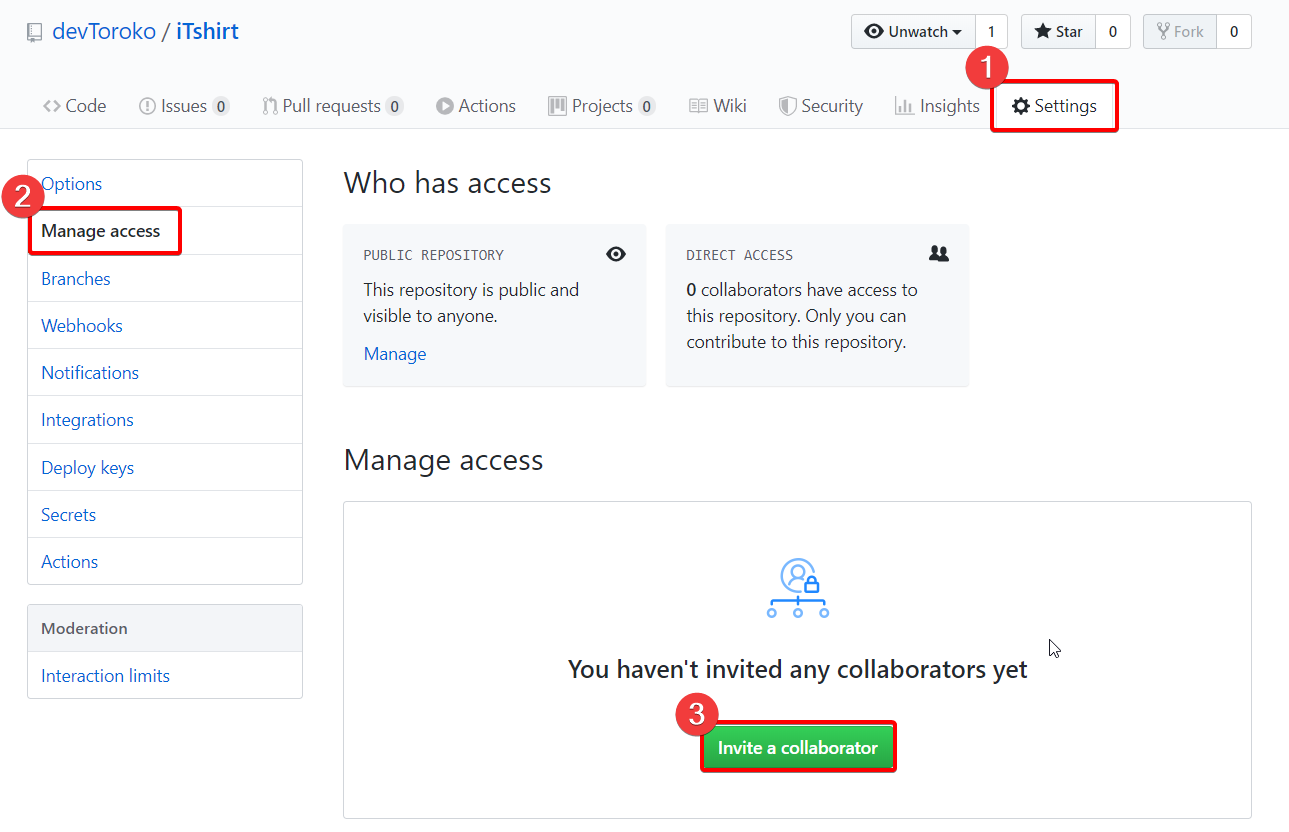 devToroko / iTshirt
Unwatch 1 Star 0 Fork 0
1
Code Issues 0 Pull requests 0 Actions Projects 0 Wiki Security Insights Settings
Options
2
Manage access
Branches
Webhooks
Notifications
Integrations
Deploy keys
Secrets
Actions
Moderation
Interaction limits
Who has access
PUBLIC REPOSITORY
This repository is public and
visible to anyone.
Manage
DIRECT ACCESS
0 collaborators have access to
this repository. Only you can
contribute to this repository.
Manage access
You haven't invited any collaborators yet
3
Invite a collaborator